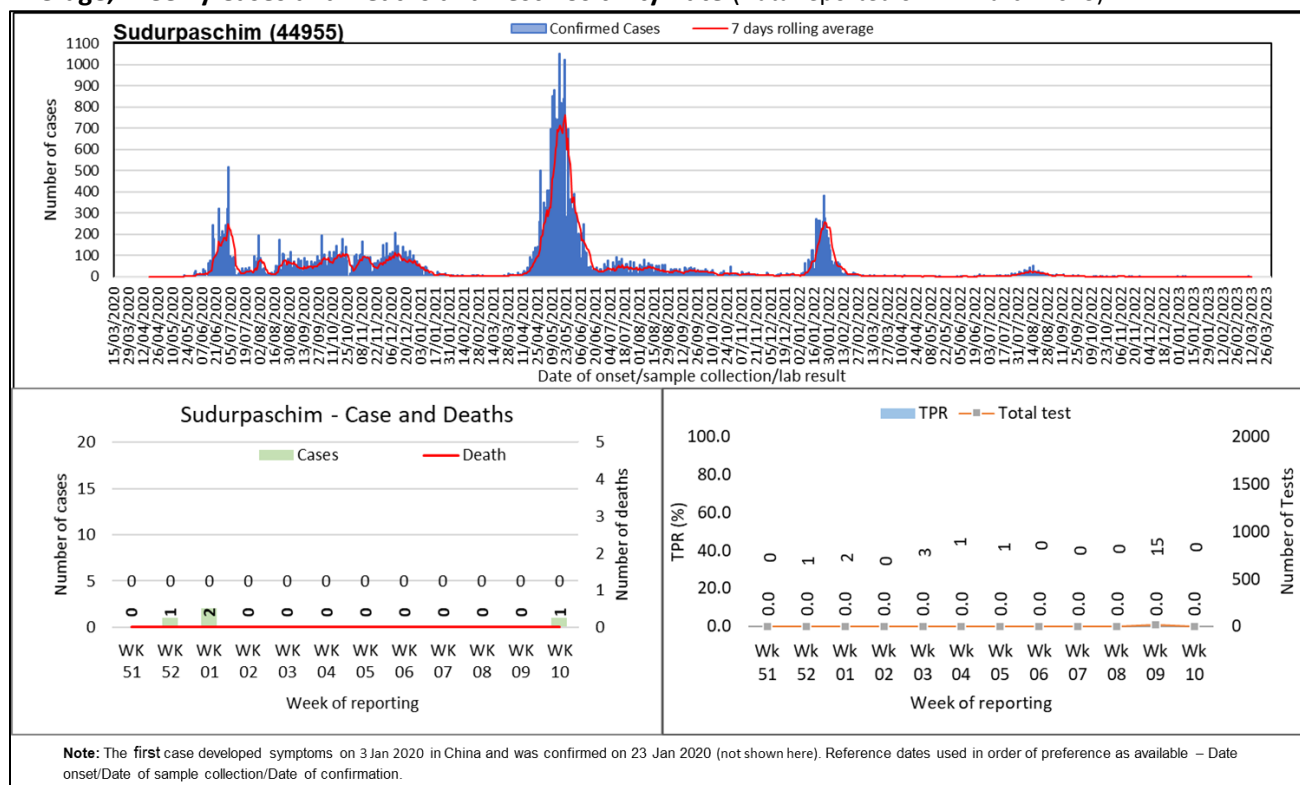 Sudurpaschim (44955)
Confirmed Cases 7 days rolling average
Number of cases
1100
1000
900
800
700
600
500
400
300
200
100
0
15/03/2020 29/03/2020 12/04/2020 26/04/2020 10/05/2020 24/05/2020 07/06/2020 21/06/2020 05/07/2020 19/07/2020 02/08/2020 16/08/2020 30/08/2020 13/09/2020 27/09/2020 11/10/2020 25/10/2020 08/11/2020 22/11/2020 06/12/2020 20/12/2020 03/01/2021 17/01/2021 31/01/2021 14/02/2021 28/02/2021 14/03/2021 28/03/2021 11/04/2021 25/04/2021 09/05/2021 23/05/2021 06/06/2021 20/06/2021 04/07/2021 18/07/2021 01/08/2021 15/08/2021 29/08/2021 12/09/2021 26/09/2021 10/10/2021 24/10/2021 07/11/2021 21/11/2021 05/12/2021 19/12/2021 02/01/2022 16/01/2022 30/01/2022 13/02/2022 27/02/2022 13/03/2022 27/03/2022 10/04/2022 24/04/2022 08/05/2022 22/05/2022 05/06/2022 19/06/2022 03/07/2022 17/07/2022 31/07/2022 14/08/2022 28/08/2022 11/09/2022 25/09/2022 09/10/2022 23/10/2022 06/11/2022 20/11/2022 04/12/2022 18/12/2022 01/01/2023 15/01/2023 29/01/2023 12/02/2023 26/02/2023 12/03/2023 26/03/2023
Date of onset/sample collection/lab result
Sudurpaschim - Case and Deaths
Cases Death
Number of cases
20
15
10
5
0
0 0 0 0 0 0 0 0 0 0 0 0
0 1 2 0 0 0 0 0 0 0 0 1
5
4
3
2
1
0
Number of deaths
WK WK WK WK WK WK WK WK WK WK WK WK
51 52 01 02 03 04 05 06 07 08 09 10
Week of reporting
TPR Total test
TPR (%)
100.0
80.0
60.0
40.0
20.0
0.0
0 1 2 0 3 1 1 0 0 0 15 0
0.0 0.0 0.0 0.0 0.0 0.0 0.0 0.0 0.0 0.0 0.0 0.0
2000
1500
1000
500
0
Number of Tests
Wk Wk Wk Wk Wk Wk Wk Wk Wk Wk Wk Wk
51 52 01 02 03 04 05 06 07 08 09 10
Week of reporting
Note: The first case developed symptoms on 3 Jan 2020 in China and was confirmed on 23 Jan 2020 (not shown here). Reference dates used in order of preference as available – Date
onset/Date of sample collection/Date of confirmation.